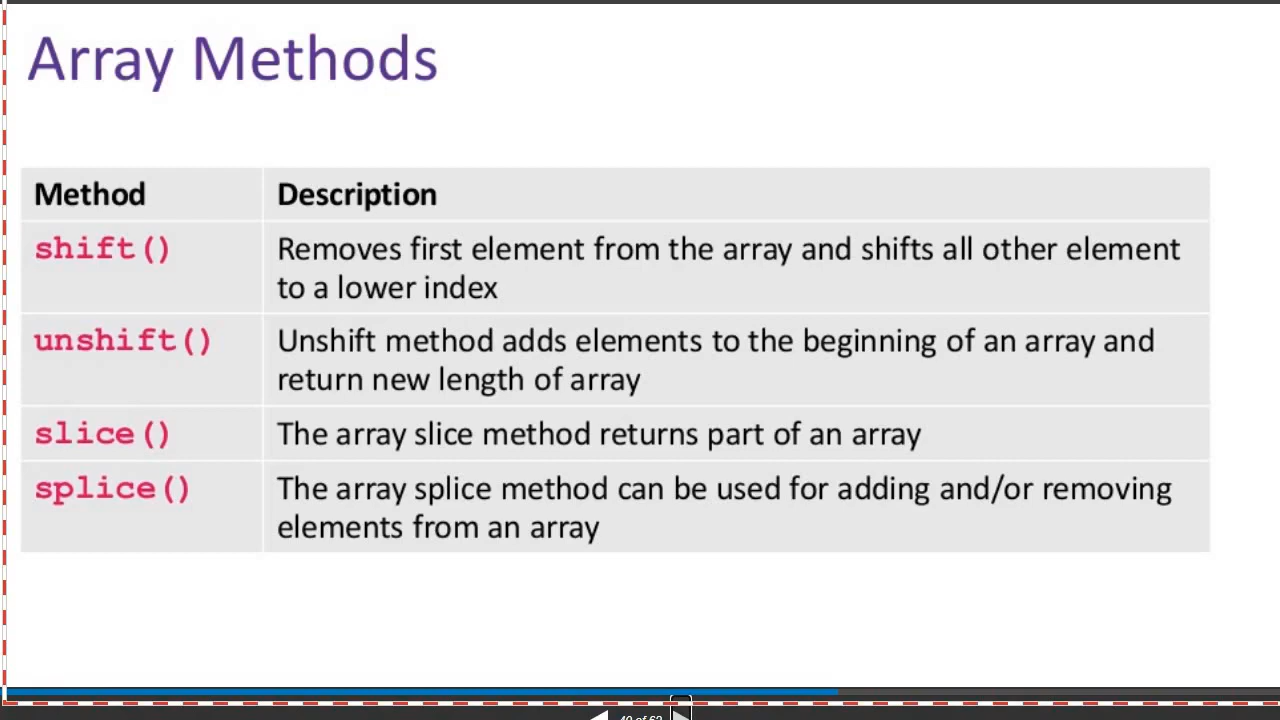 Array Methods
Method
Description
shift()
Removes first element from the array and shifts all other element
to a lower index
unshift()
Unshift method adds elements to the beginning of an array and
return new length of array
slice()
The array slice method returns part of an array
splice()
The array splice method can be used for adding and/or removing
elements from an array